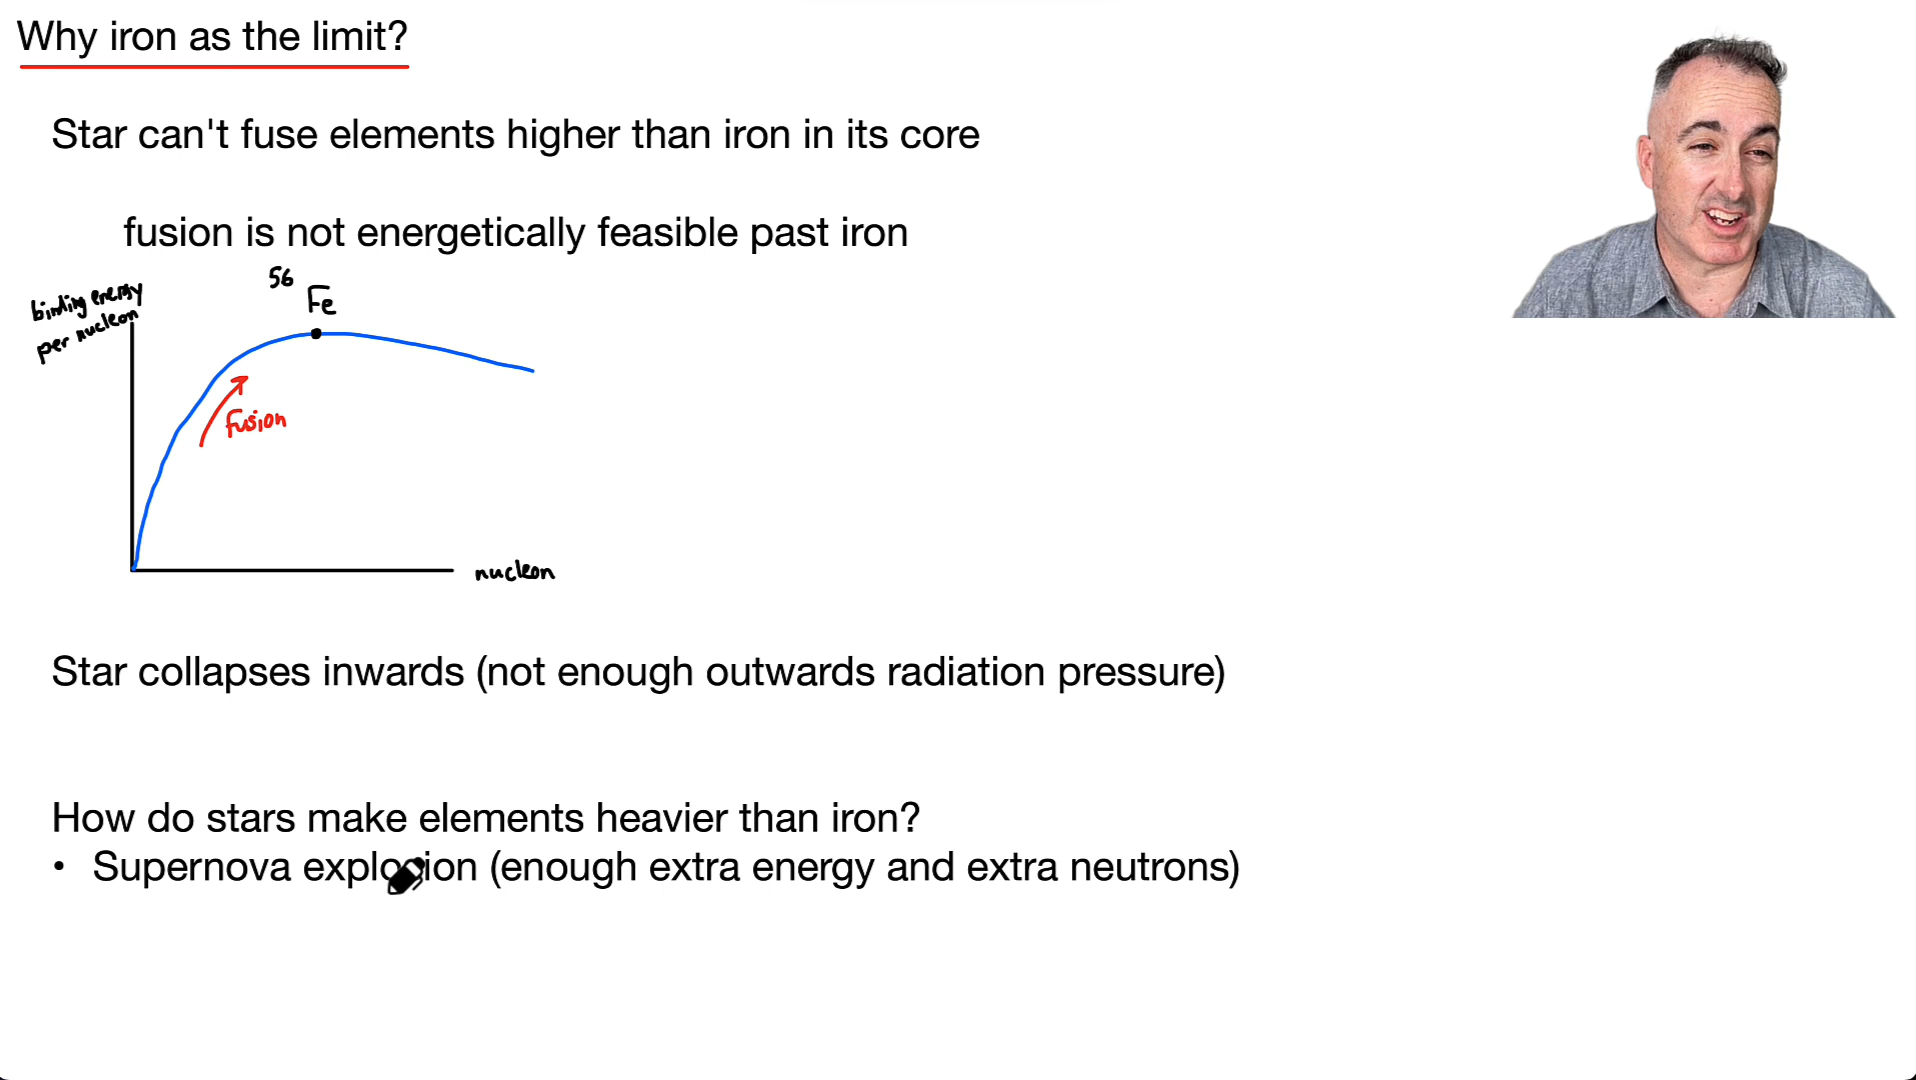 Why iron as the limit?
Star can't fuse elements higher than iron in its core
fusion is not energetically feasible past iron
56
Fe
binding energy
per nucleon
Fusion
nucleon
Star collapses inwards (not enough outwards radiation pressure)
How do stars make elements heavier than iron?
• Supernova explosion (enough extra energy and extra neutrons)